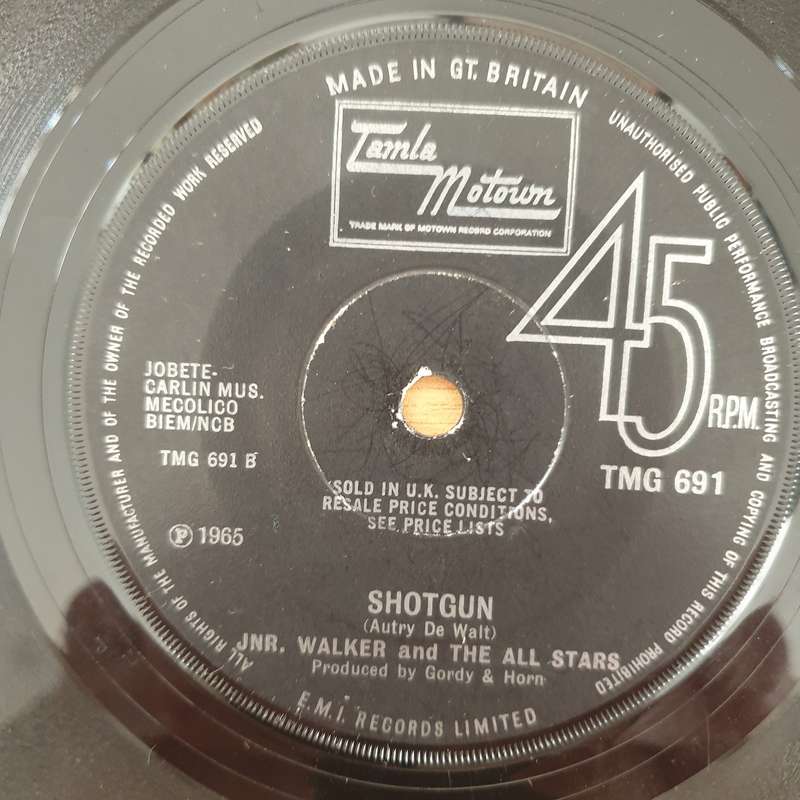 MADE IN GT. BRITAIN
Tamla
Motown
TRADE MARK OF MOTOWN RECORD CORPORATION
ALL RIGHTS OF THE MANUFACTURER AND OF THE OWNER OF THE RECORDED WORK RESERVED
UNAUTHORISED PUBLIC PERFORMANCE BROADCASTING AND COPYING OF THIS RECORD PROHIBITED
45
R.P.M.
TMG 691
JOBETE-
CARLIN MUS.
MECOLICO
BIEM/NCB
TMG 691 B
Ⓟ 1965
SOLD IN U.K. SUBJECT TO
RESALE PRICE CONDITIONS,
SEE PRICE LISTS
SHOTGUN
(Autry De Walt)
JNR. WALKER and THE ALL STARS
Produced by Gordy & Horn
E.M.I. RECORDS LIMITED